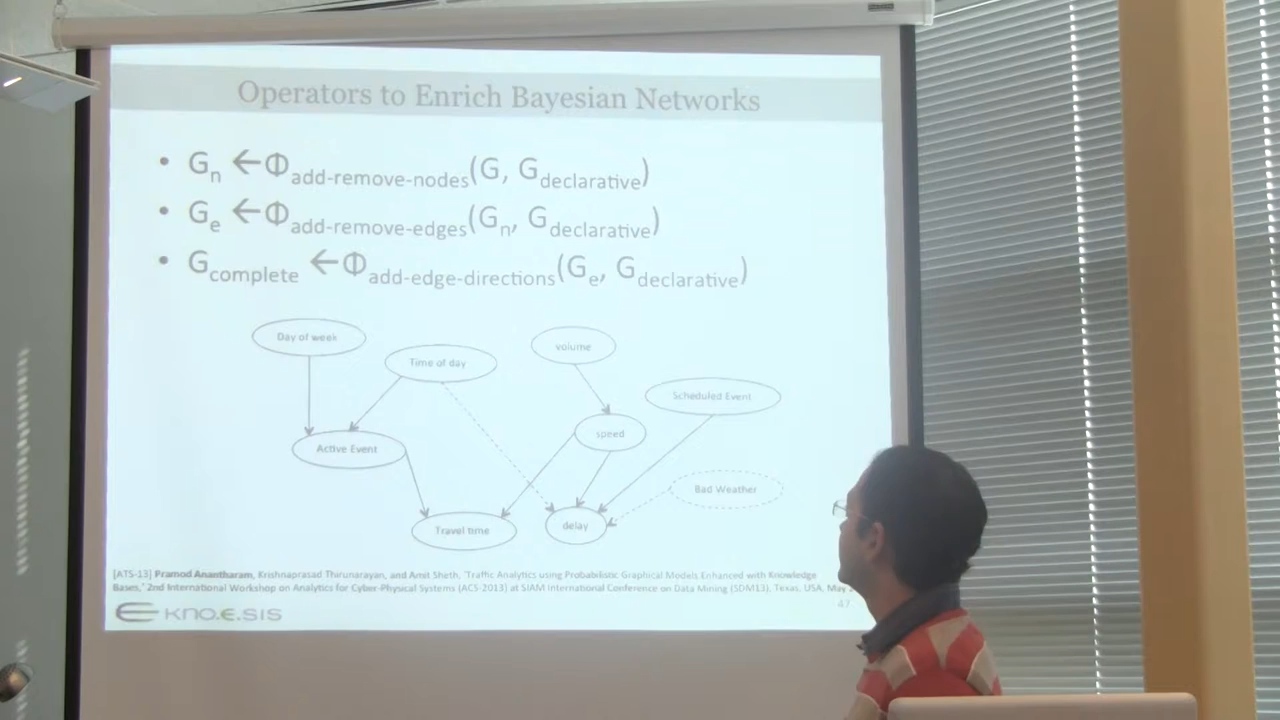 Operators to Enrich Bayesian Networks
• Gn ←Φadd-remove-nodes(G, Gdeclarative)
• Ge ←Φadd-remove-edges(Gn, Gdeclarative)
• Gcomplete ←Φadd-edge-directions(Ge, Gdeclarative)
Day of week
Time of day
volume
Scheduled Event
speed
Active Event
Bad Weather
Travel time
delay
[ATS-13] Pramod Anantharam, Krishnaprasad Thirunarayan, and Amit Sheth, "Traffic Analytics using Probabilistic Graphical Models Enhanced with Knowledge
Bases," 2nd International Workshop on Analytics for Cyber-Physical Systems (ACS-2013) at SIAM International Conference on Data Mining (SDM13), Texas, USA, May
47
KNO.E.SIS